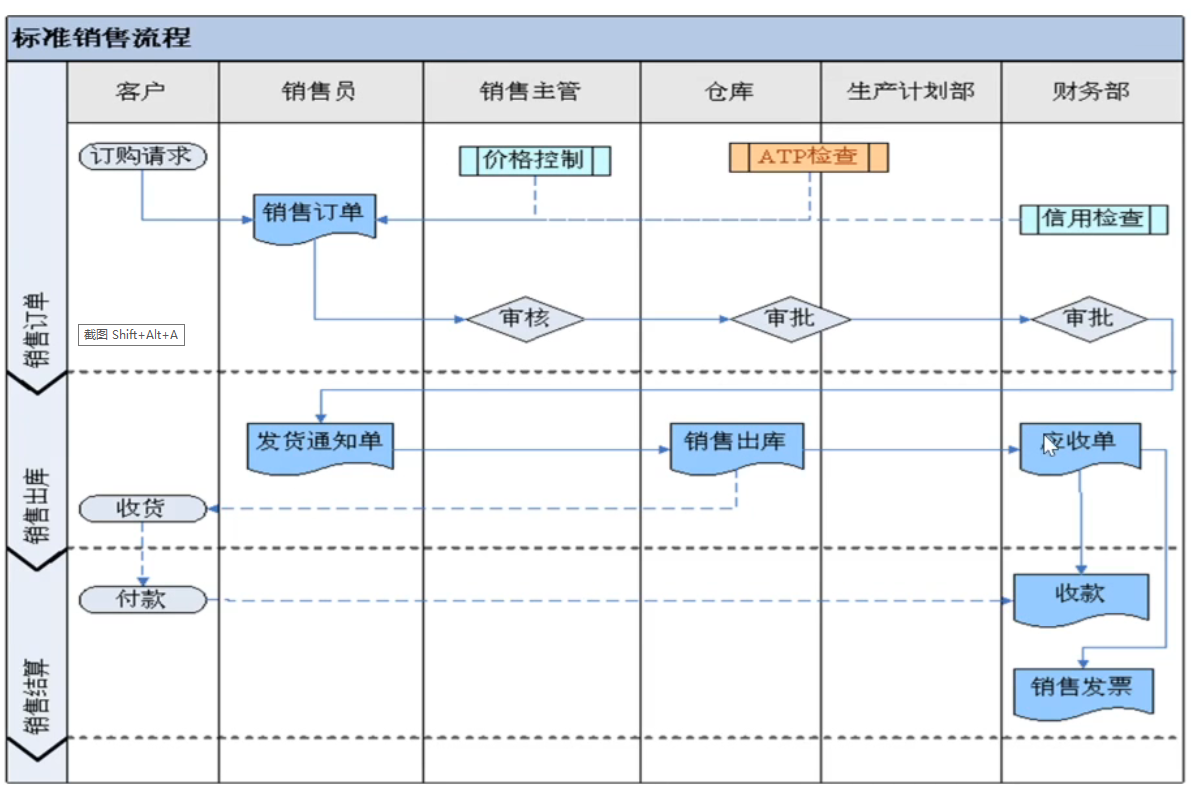 标准销售流程
客户
销售员
销售主管
仓库
生产计划部
财务部
订购请求
价格控制
ATP检查
销售订单
信用检查
销售订单
审核
审批
审批
截图 Shift+Alt+A
发货通知单
销售出库
应收单
销售出库
收货
付款
收款
销售结算
销售发票